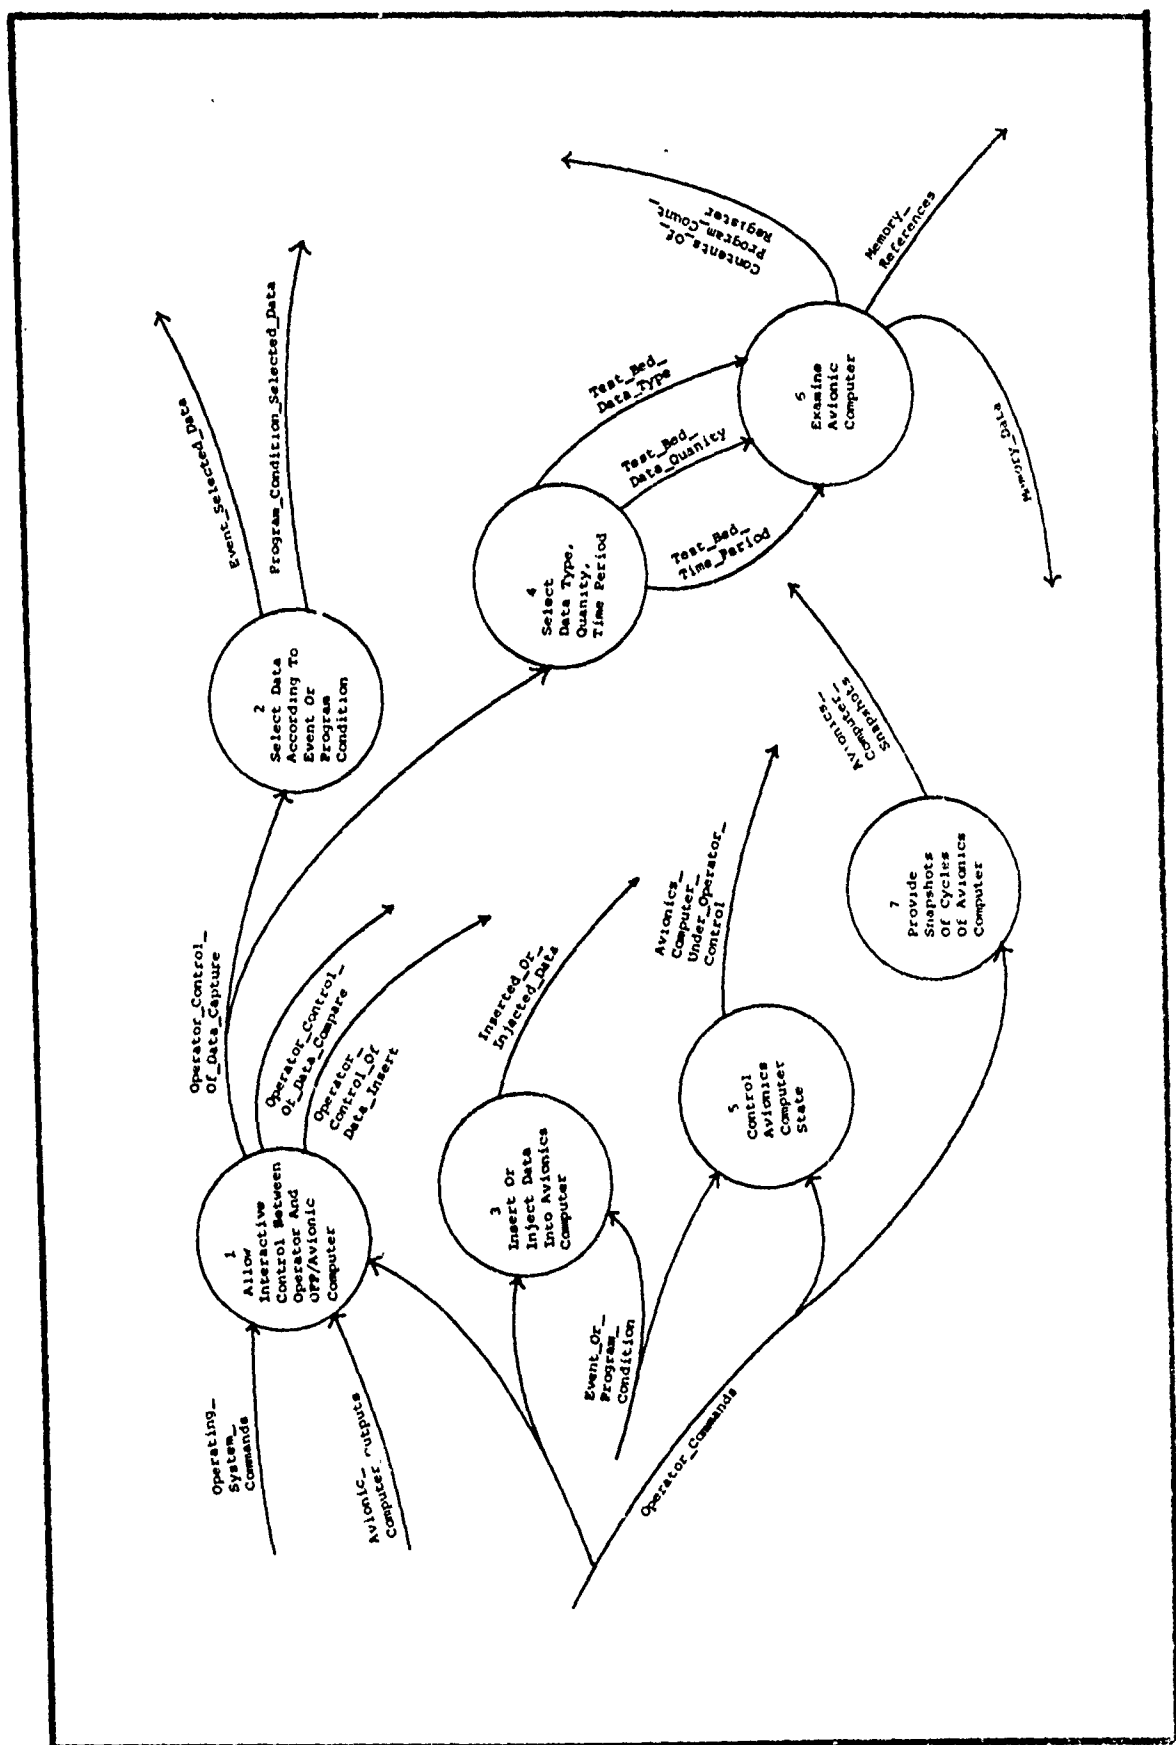 Operating_
System_
Commands
Avionic_
Computer_
utputs
1
Allow
Interactive
Control Between
Operator And
OFP/Avionic
Computer
Operator_Control_
Of_Data_Capture
Operator_Control_
Of_Data_Compare
Operator_
Control_Of
Data_Insert
2
Select Data
According To
Event Or
Program
Condition
Event_Selected_Data
Program_Condition_Selected_Data
3
Insert Or
Inject Data
Into Avionics
Computer
Inserted_Or_
Injected_Data
Event_Or_
Program_
Condition
Operator_Commands
4
Select
Data Type,
Quanity,
Time Period
Test_Bed_
Data_Type
Test_Bed_
Data_Quanity
Test_Bed_
Time_Period
5
Control
Avionics
Computer
State
Avionics_
Computer_
Under_Operator_
Control
5
Examine
Avionic
Computer
Contents_Of_
Program_Count_
Register
Memory_
References
Memory_Data
7
Provide
Snapshots
Of Cycles
Of Avionics
Computer
Avionics_
Computer_
Snapshots